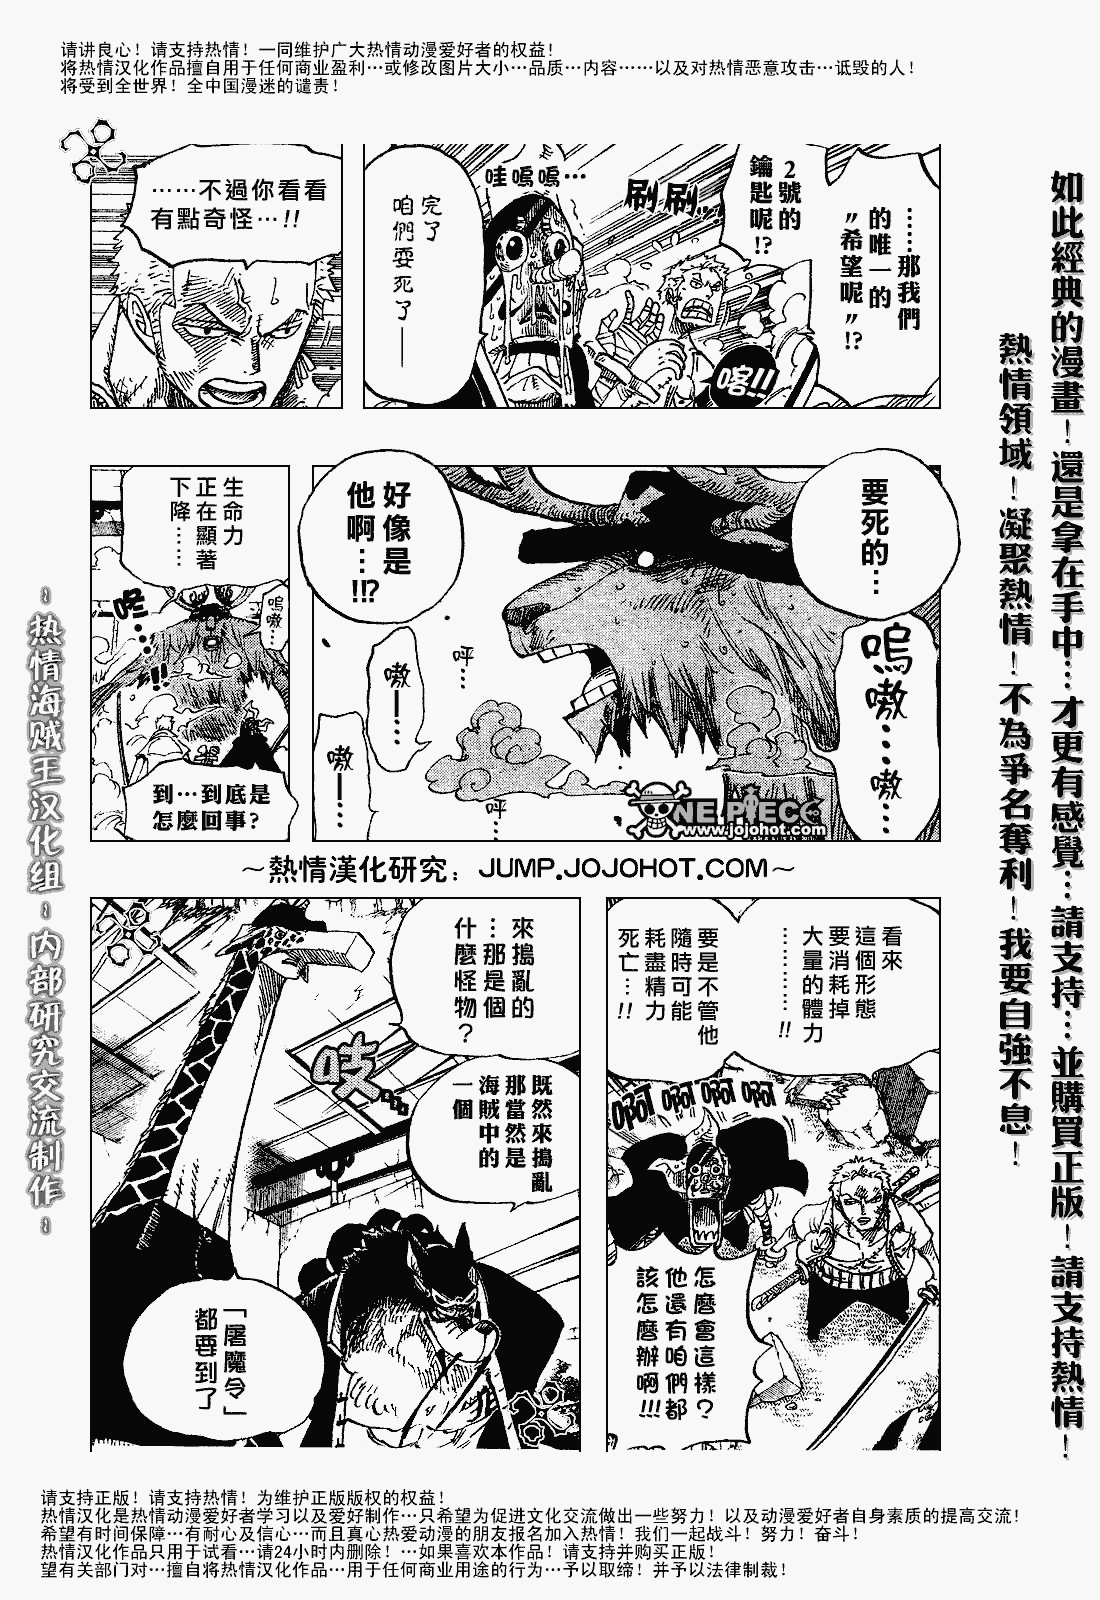 请讲良心！请支持热情！一同维护广大热情动漫爱好者的权益！
将热情汉化作品擅自用于任何商业盈利…或修改图片大小…品质…内容……以及对热情恶意攻击…诋毁的人！
将受到全世界！全中国漫迷的谴责！
如此經典的漫畫！還是拿在手中…才更有感覺…請支持…並購買正版！請支持熱情！
熱情領域！凝聚熱情！不為爭名奪利！我要自強不息！
……那我們
的唯一的
〃希望呢〃!?
2號的
鑰匙呢!?
刷刷…
哇嗚嗚…
喀!!
完了
咱們要死了——
……不過你看看
有點奇怪…!!
要死的…
嗚嗷…嗷
好像是
他啊…!!?
呼…
嗷——…
嗷——
呼…
ONE PIECE
www.jojohot.com
生命力
正在顯著
下降……
嗚嗷…
咚…!!
到…到底是
怎麼回事?
～熱情漢化研究：JUMP.JOJOHOT.COM～
看來
這個形態
要消耗掉
大量的體力
…………!!
要是不管他
隨時可能
耗盡精力
死亡…!!
啊啊啊啊
怎麼會這樣?
他還有咱們都
該怎麼辦啊!!!
來搗亂的
…那是個
什麼怪物?
吱…
既然來搗亂
那當然是
海賊中的
一個
「屠魔令」
都要到了
~热情海贼王汉化组~内部研究交流制作~
请支持正版！请支持热情！为维护正版版权的权益！
热情汉化是热情动漫爱好者学习以及爱好制作…只希望为促进文化交流做出一些努力！以及动漫爱好者自身素质的提高交流！
希望有时间保障…有耐心及信心…而且真心热爱动漫的朋友报名加入热情！我们一起战斗！努力！奋斗！
热情汉化作品只用于试看…请24小时内删除！…如果喜欢本作品！请支持并购买正版！
望有关部门对…擅自将热情汉化作品…用于任何商业用途的行为…予以取缔！并予以法律制裁！